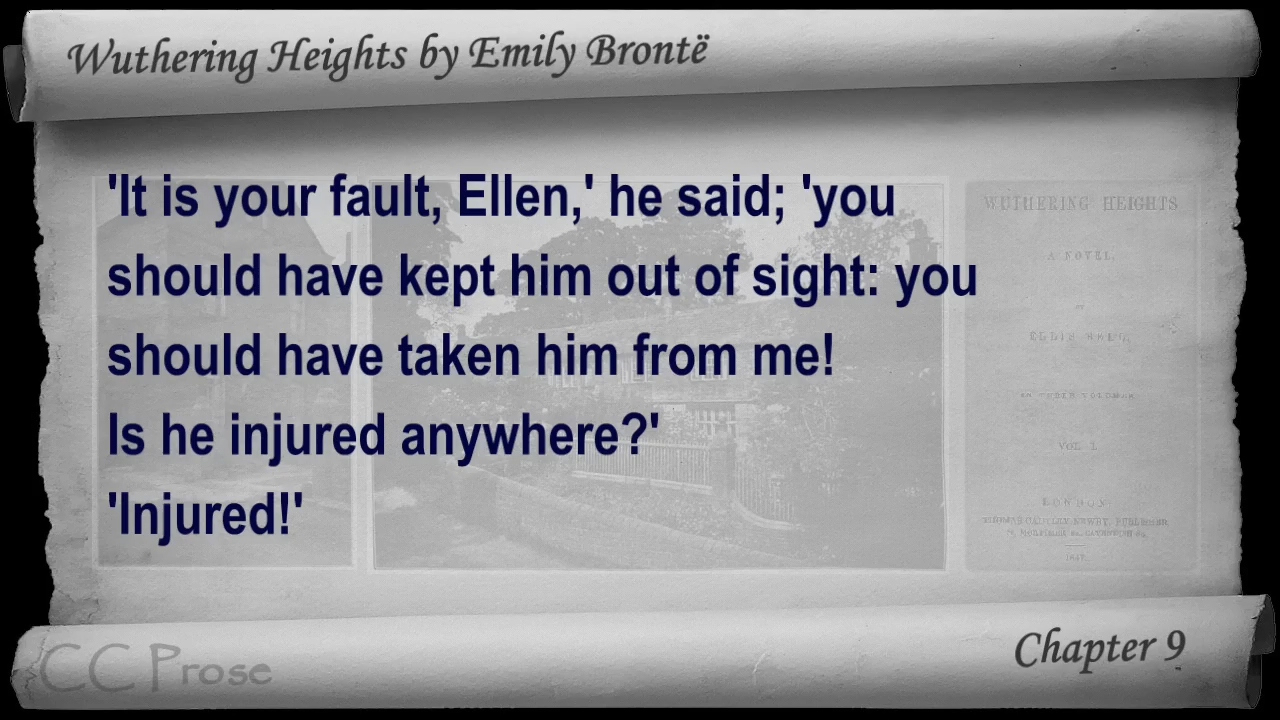 Wuthering Heights by Emily Brontë
'It is your fault, Ellen,' he said; 'you
should have kept him out of sight: you
should have taken him from me!
Is he injured anywhere?'
'Injured!'
WUTHERING HEIGHTS
A NOVEL,
ELLIS
VOL. I.
LONDON:
1847.
Chapter 9
CC Prose